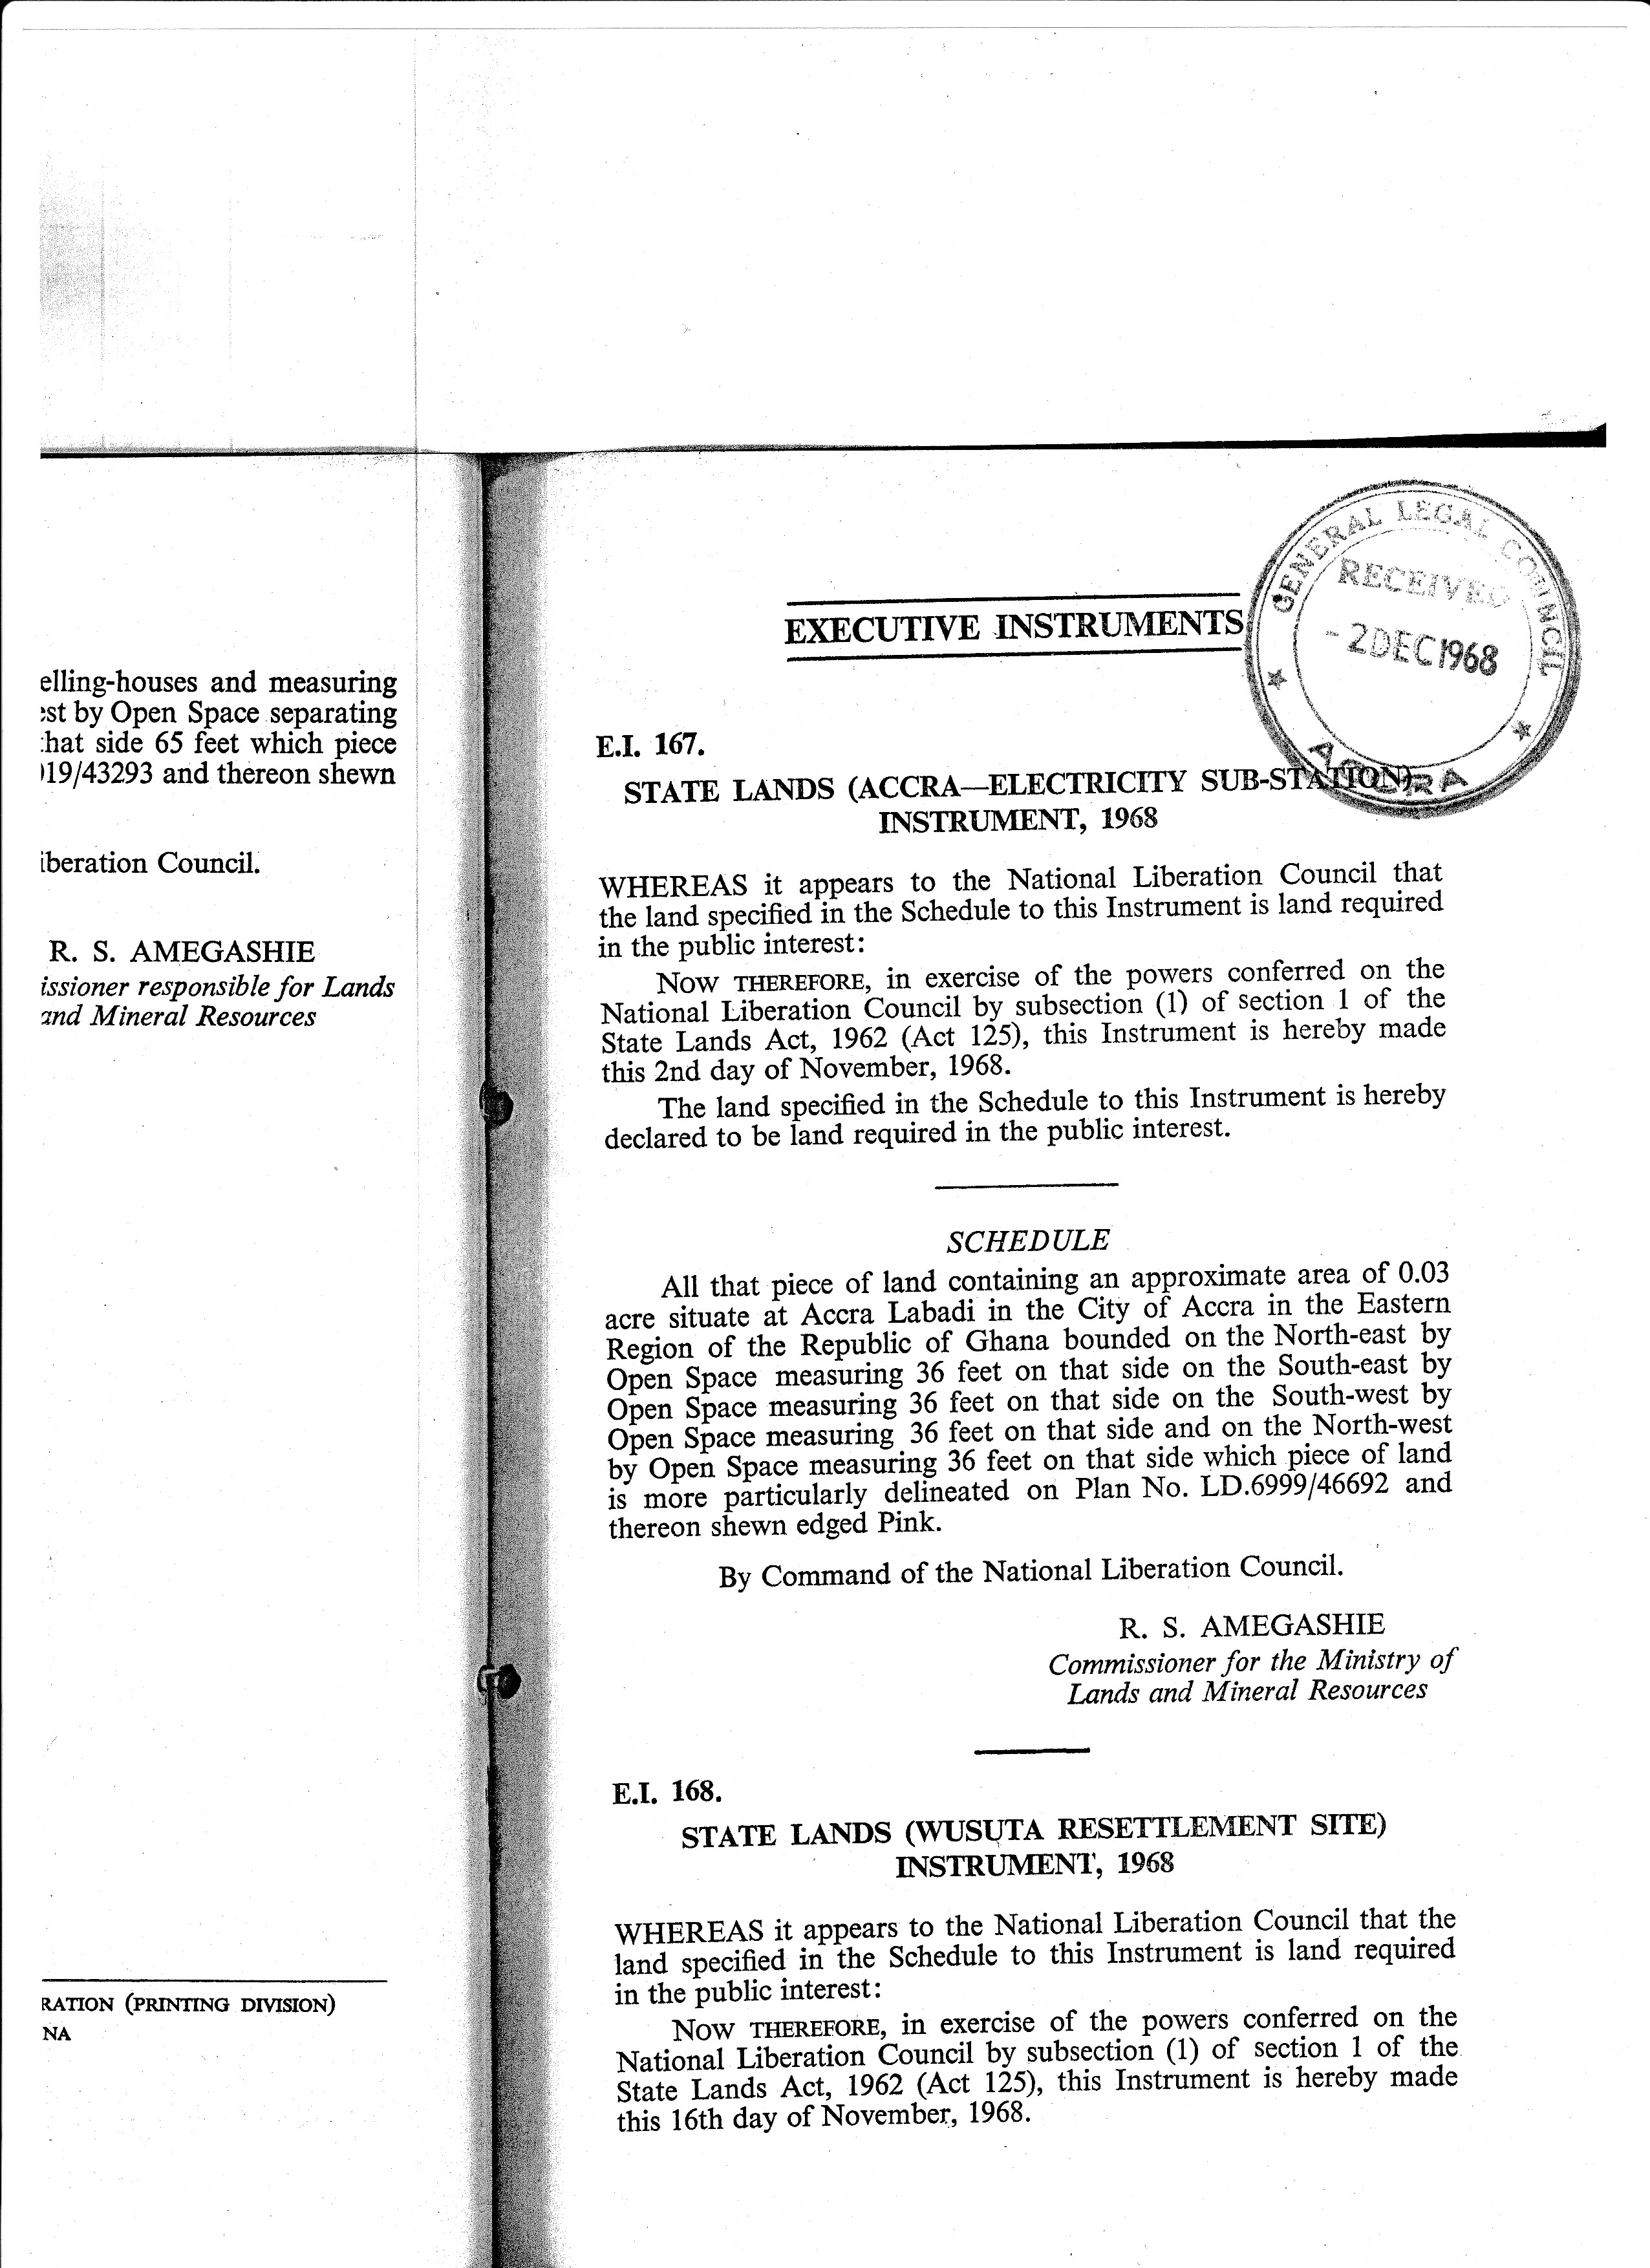 elling-houses and measuring
st by Open Space separating
hat side 65 feet which piece
19/43293 and thereon shewn
iberation Council.
R. S. AMEGASHIE
issioner responsible for Lands
and Mineral Resources
RATION (PRINTING DIVISION)
NA
GENERAL LEGAL COUNCIL
RECEIVED
- 2 DEC 1968
ACCRA
EXECUTIVE INSTRUMENTS
E.I. 167.
STATE LANDS (ACCRA—ELECTRICITY SUB-STATION)
INSTRUMENT, 1968
WHEREAS it appears to the National Liberation Council that
the land specified in the Schedule to this Instrument is land required
in the public interest:
NOW THEREFORE, in exercise of the powers conferred on the
National Liberation Council by subsection (1) of section 1 of the
State Lands Act, 1962 (Act 125), this Instrument is hereby made
this 2nd day of November, 1968.
The land specified in the Schedule to this Instrument is hereby
declared to be land required in the public interest.
SCHEDULE
All that piece of land containing an approximate area of 0.03
acre situate at Accra Labadi in the City of Accra in the Eastern
Region of the Republic of Ghana bounded on the North-east by
Open Space measuring 36 feet on that side on the South-east by
Open Space measuring 36 feet on that side on the South-west by
Open Space measuring 36 feet on that side and on the North-west
by Open Space measuring 36 feet on that side which piece of land
is more particularly delineated on Plan No. LD.6999/46692 and
thereon shewn edged Pink.
By Command of the National Liberation Council.
R. S. AMEGASHIE
Commissioner for the Ministry of
Lands and Mineral Resources
E.I. 168.
STATE LANDS (WUSUTA RESETTLEMENT SITE)
INSTRUMENT, 1968
WHEREAS it appears to the National Liberation Council that the
land specified in the Schedule to this Instrument is land required
in the public interest:
NOW THEREFORE, in exercise of the powers conferred on the
National Liberation Council by subsection (1) of section 1 of the
State Lands Act, 1962 (Act 125), this Instrument is hereby made
this 16th day of November, 1968.